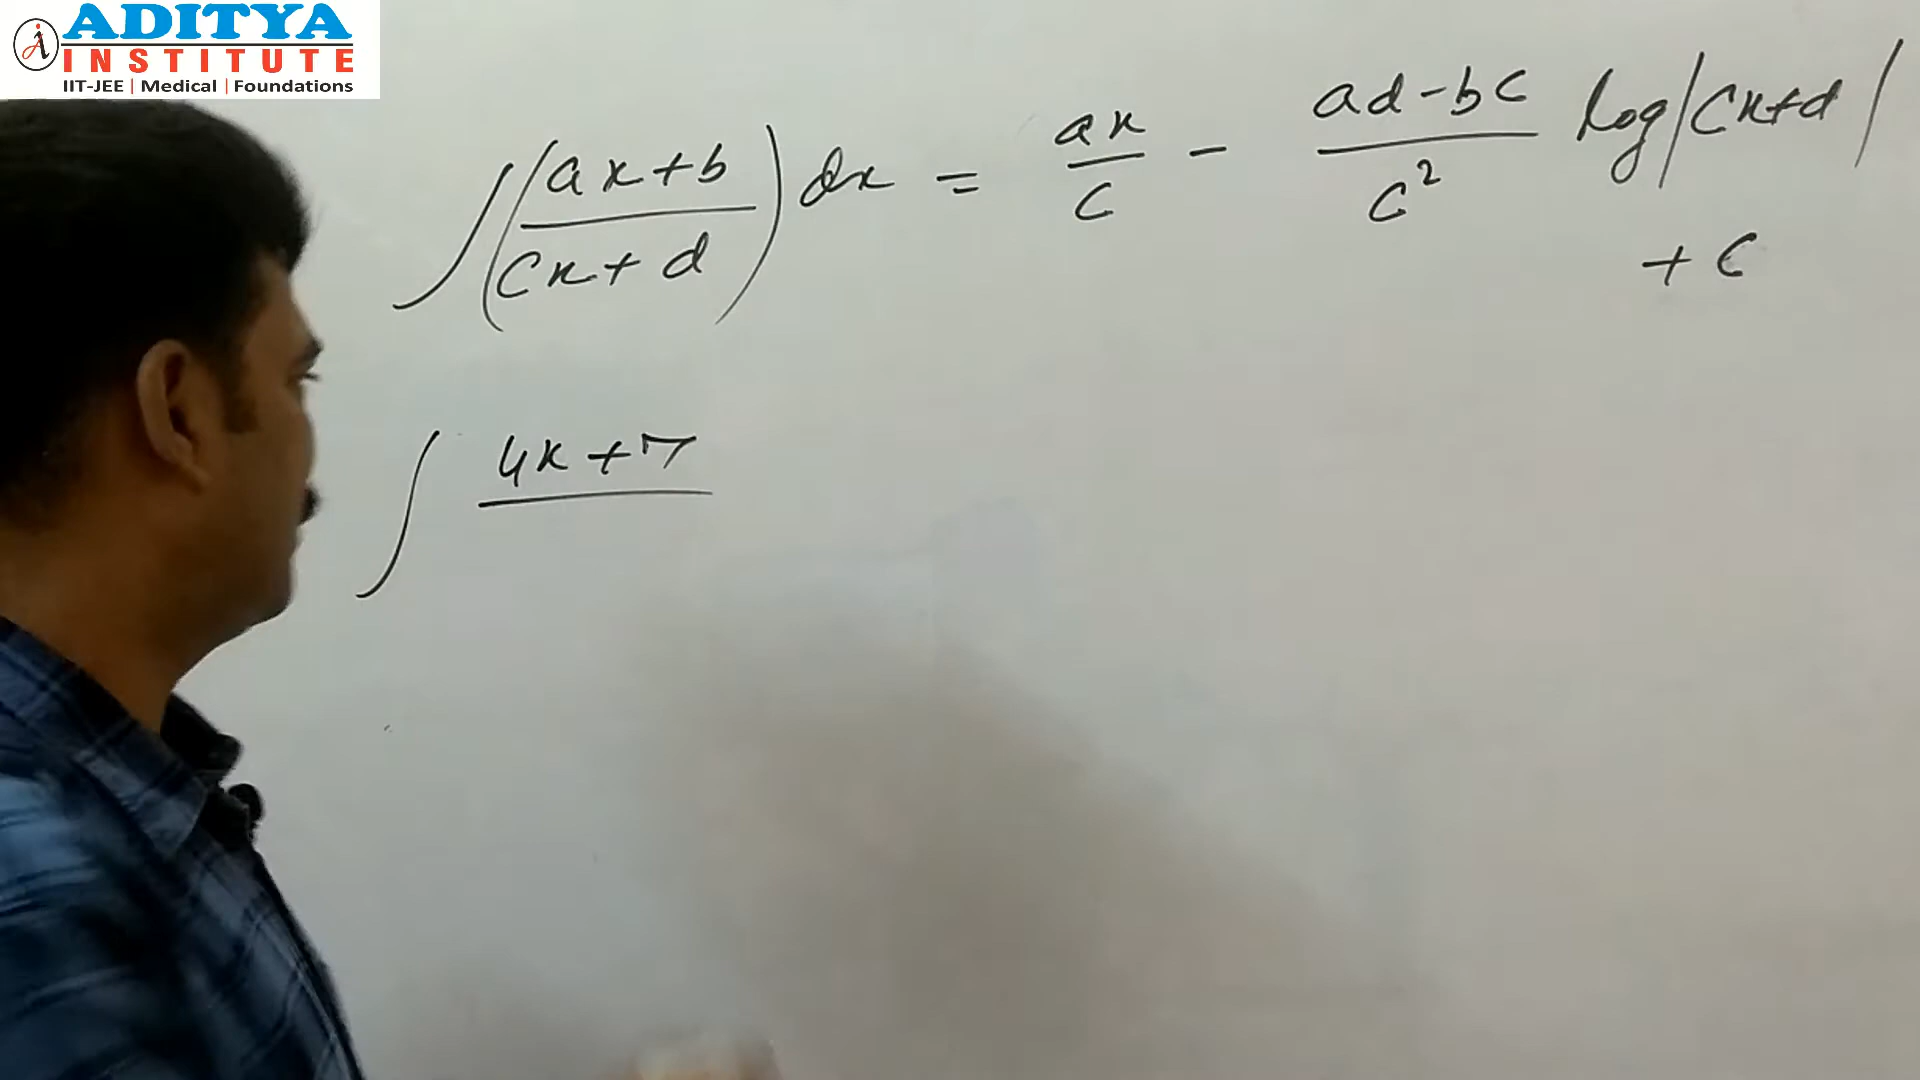 ADITYA
INSTITUTE
IIT-JEE | Medical | Foundations
∫((ax+b)/(cx+d)) dx = ax/c - (ad-bc)/c² log|cx+d|
+ c
∫ 4x+7